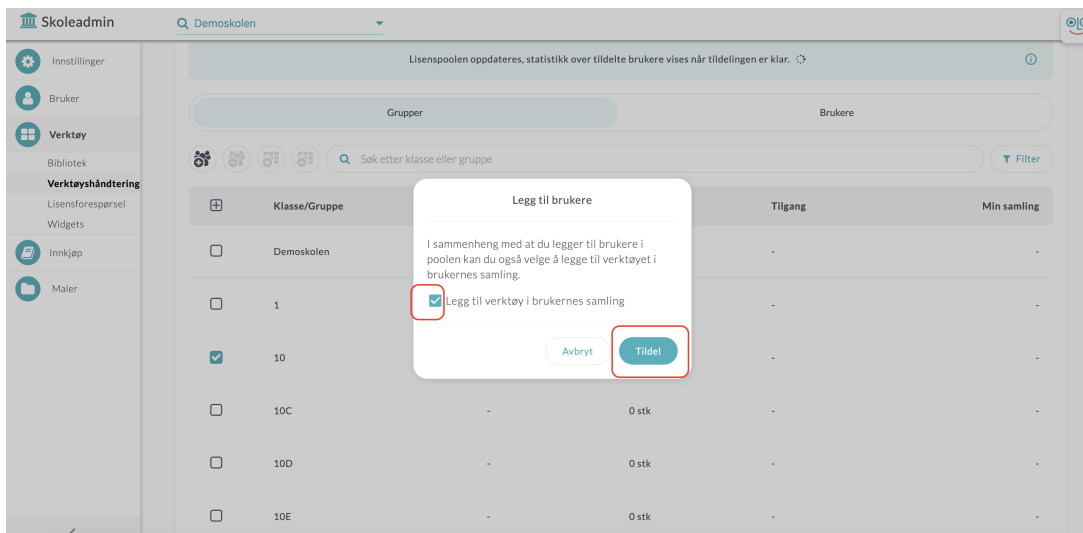 Skoleadmin
Demoskolen
Innstillinger
Bruker
Verktøy
Bibliotek
Verktøyshåndtering
Lisensforespørsel
Widgets
Innkjøp
Maler
Lisenspoolen oppdateres, statistikk over tildelte brukere vises når tildelingen er klar.
Grupper
Brukere
Søk etter klasse eller gruppe
Filter
Klasse/Gruppe
Tilgang
Min samling
Demoskolen - -
1 - -
10 - -
10C - 0 stk - -
10D - 0 stk - -
10E - 0 stk - -
Legg til brukere
I sammenheng med at du legger til brukere i
poolen kan du også velge å legge til verktøyet i
brukernes samling.
Legg til verktøy i brukernes samling
Avbryt
Tildel